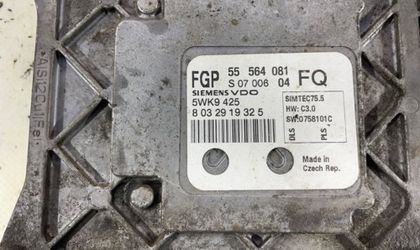 FGP 55 564 081 FQ
S 07 006 04
SIEMENS VDO
5WK9 425
8 03 29 19 32 5
SIMTEC75.5
HW: C3.0
SW:0758101C
DLS PLS
Made in
Czech Rep.